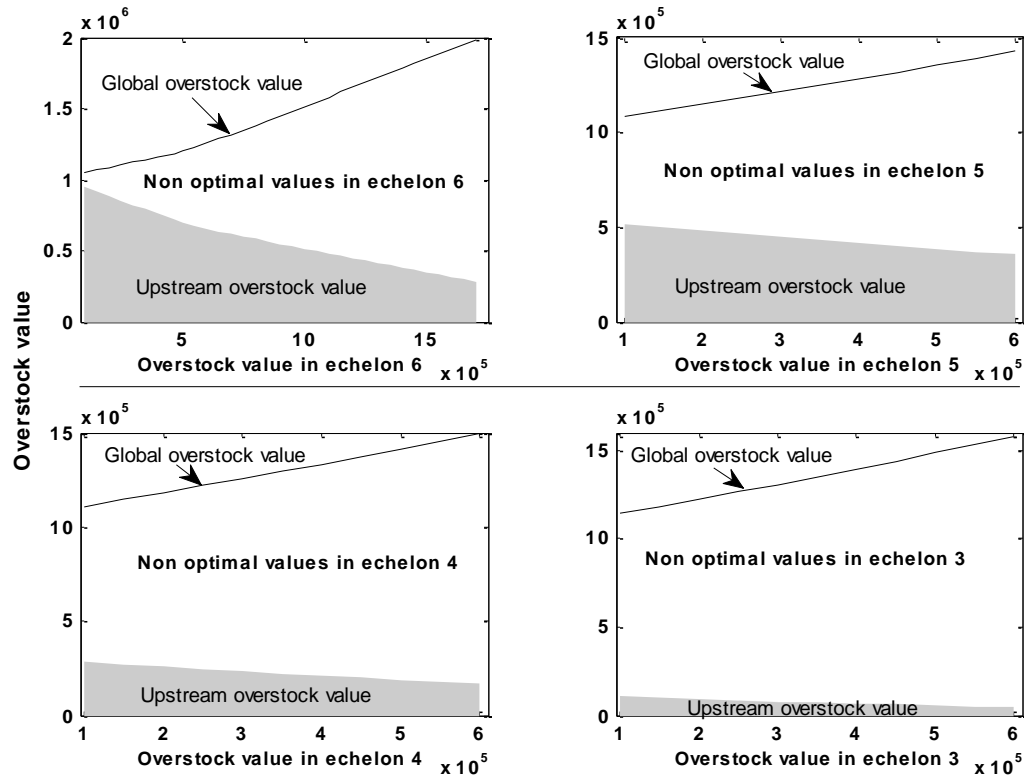 Overstock value
x 10^6
2
1.5
1
0.5
0
Global overstock value
Non optimal values in echelon 6
Upstream overstock value
5 10 15
Overstock value in echelon 6
x 10^5
x 10^5
15
10
5
0
Global overstock value
Non optimal values in echelon 5
Upstream overstock value
1 2 3 4 5 6
Overstock value in echelon 5
x 10^5
x 10^5
15
10
5
0
Global overstock value
Non optimal values in echelon 4
Upstream overstock value
1 2 3 4 5 6
Overstock value in echelon 4
x 10^5
x 10^5
15
10
5
0
Global overstock value
Non optimal values in echelon 3
Upstream overstock value
1 2 3 4 5 6
Overstock value in echelon 3
x 10^5